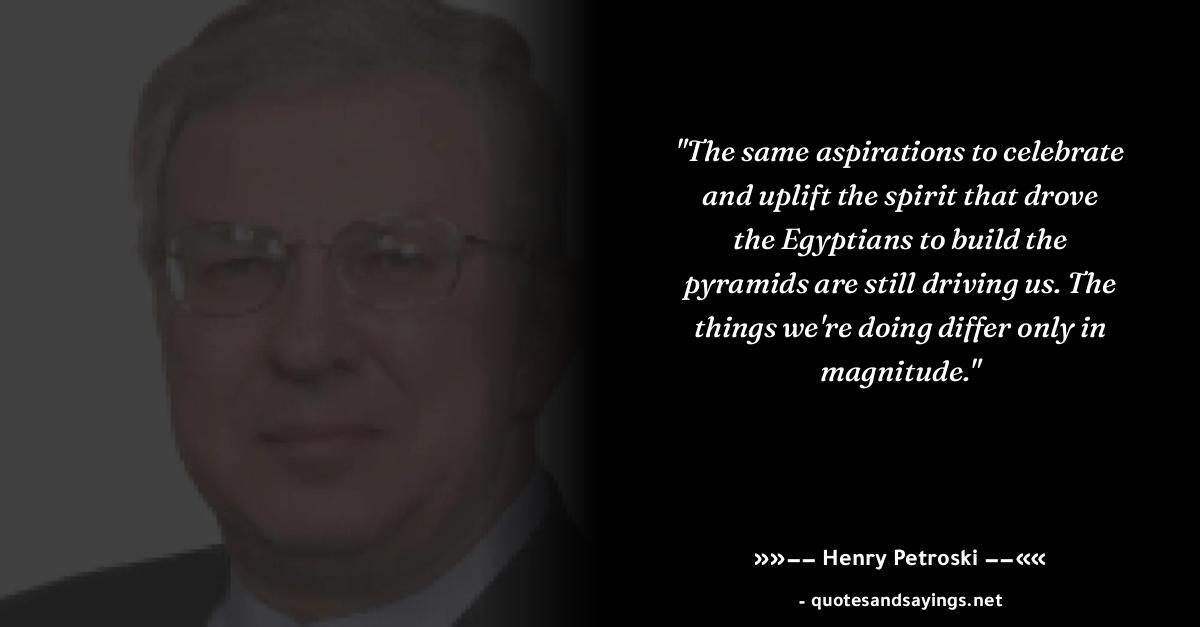 "The same aspirations to celebrate
and uplift the spirit that drove
the Egyptians to build the
pyramids are still driving us. The
things we're doing differ only in
magnitude."
»»−− Henry Petroski −−««
- quotesandsayings.net